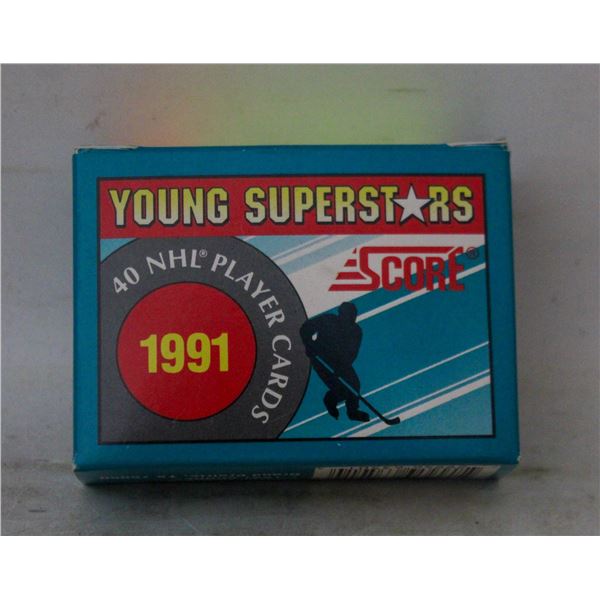 YOUNG SUPERSTARS
SCORE®
40 NHL® PLAYER CARDS
1991